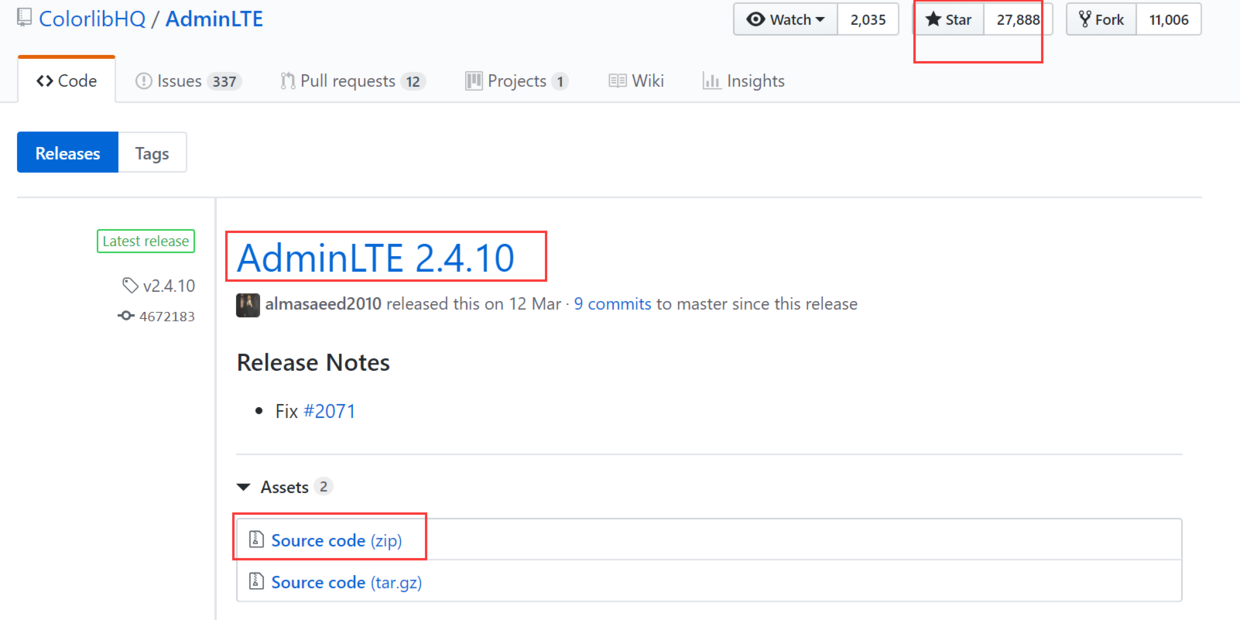 ColorlibHQ / AdminLTE
Watch 2,035 Star 27,888 Fork 11,006
Code Issues 337 Pull requests 12 Projects 1 Wiki Insights
Releases Tags
Latest release
v2.4.10
4672183
AdminLTE 2.4.10
almasaeed2010 released this on 12 Mar · 9 commits to master since this release
Release Notes
• Fix #2071
Assets 2
Source code (zip)
Source code (tar.gz)